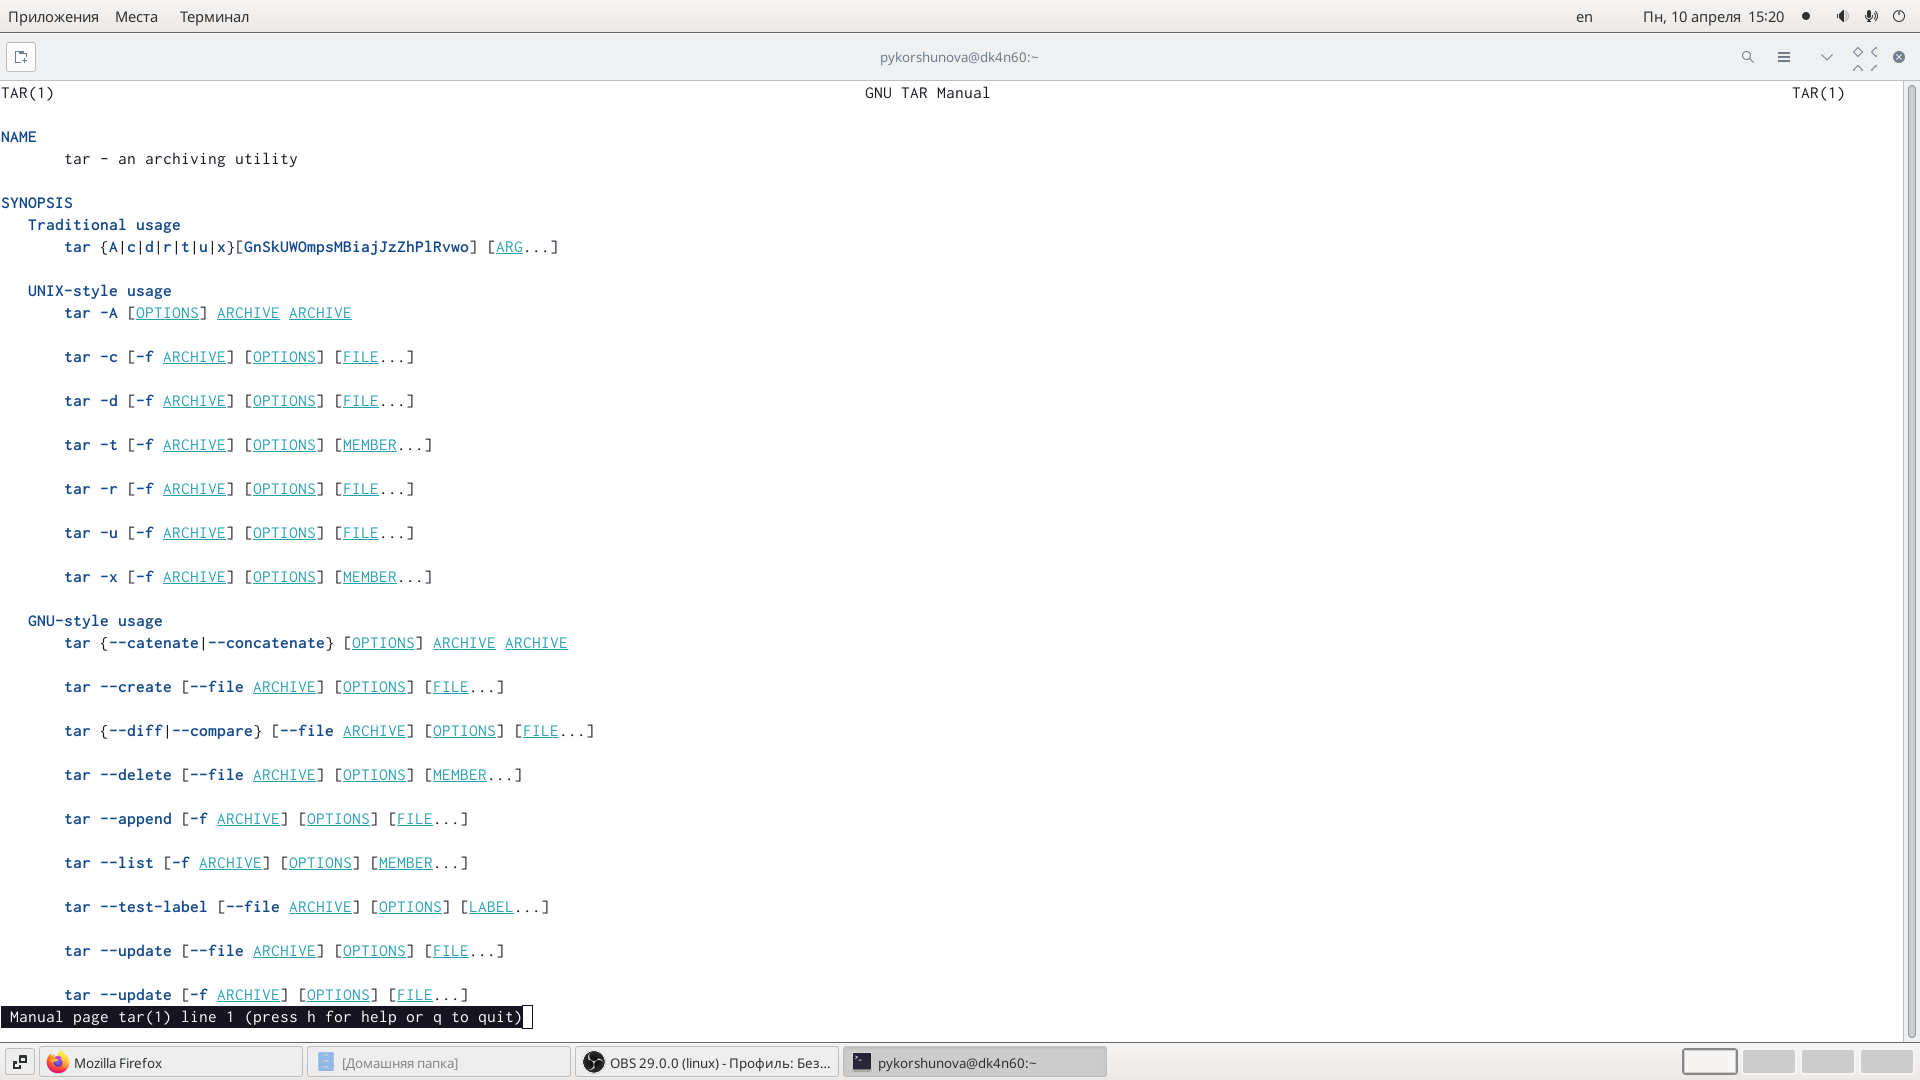 Приложения Места Терминал en Пн, 10 апреля 15:20
pykorshunova@dk4n60:~
TAR(1) GNU TAR Manual TAR(1)
NAME
tar - an archiving utility
SYNOPSIS
Traditional usage
tar {A|c|d|r|t|u|x}[GnSkUWOmpsMBiajJzZhPlRvwo] [ARG...]
UNIX-style usage
tar -A [OPTIONS] ARCHIVE ARCHIVE
tar -c [-f ARCHIVE] [OPTIONS] [FILE...]
tar -d [-f ARCHIVE] [OPTIONS] [FILE...]
tar -t [-f ARCHIVE] [OPTIONS] [MEMBER...]
tar -r [-f ARCHIVE] [OPTIONS] [FILE...]
tar -u [-f ARCHIVE] [OPTIONS] [FILE...]
tar -x [-f ARCHIVE] [OPTIONS] [MEMBER...]
GNU-style usage
tar {--catenate|--concatenate} [OPTIONS] ARCHIVE ARCHIVE
tar --create [--file ARCHIVE] [OPTIONS] [FILE...]
tar {--diff|--compare} [--file ARCHIVE] [OPTIONS] [FILE...]
tar --delete [--file ARCHIVE] [OPTIONS] [MEMBER...]
tar --append [-f ARCHIVE] [OPTIONS] [FILE...]
tar --list [-f ARCHIVE] [OPTIONS] [MEMBER...]
tar --test-label [--file ARCHIVE] [OPTIONS] [LABEL...]
tar --update [--file ARCHIVE] [OPTIONS] [FILE...]
tar --update [-f ARCHIVE] [OPTIONS] [FILE...]
Manual page tar(1) line 1 (press h for help or q to quit)
Mozilla Firefox [Домашняя папка] OBS 29.0.0 (linux) - Профиль: Без... pykorshunova@dk4n60:~